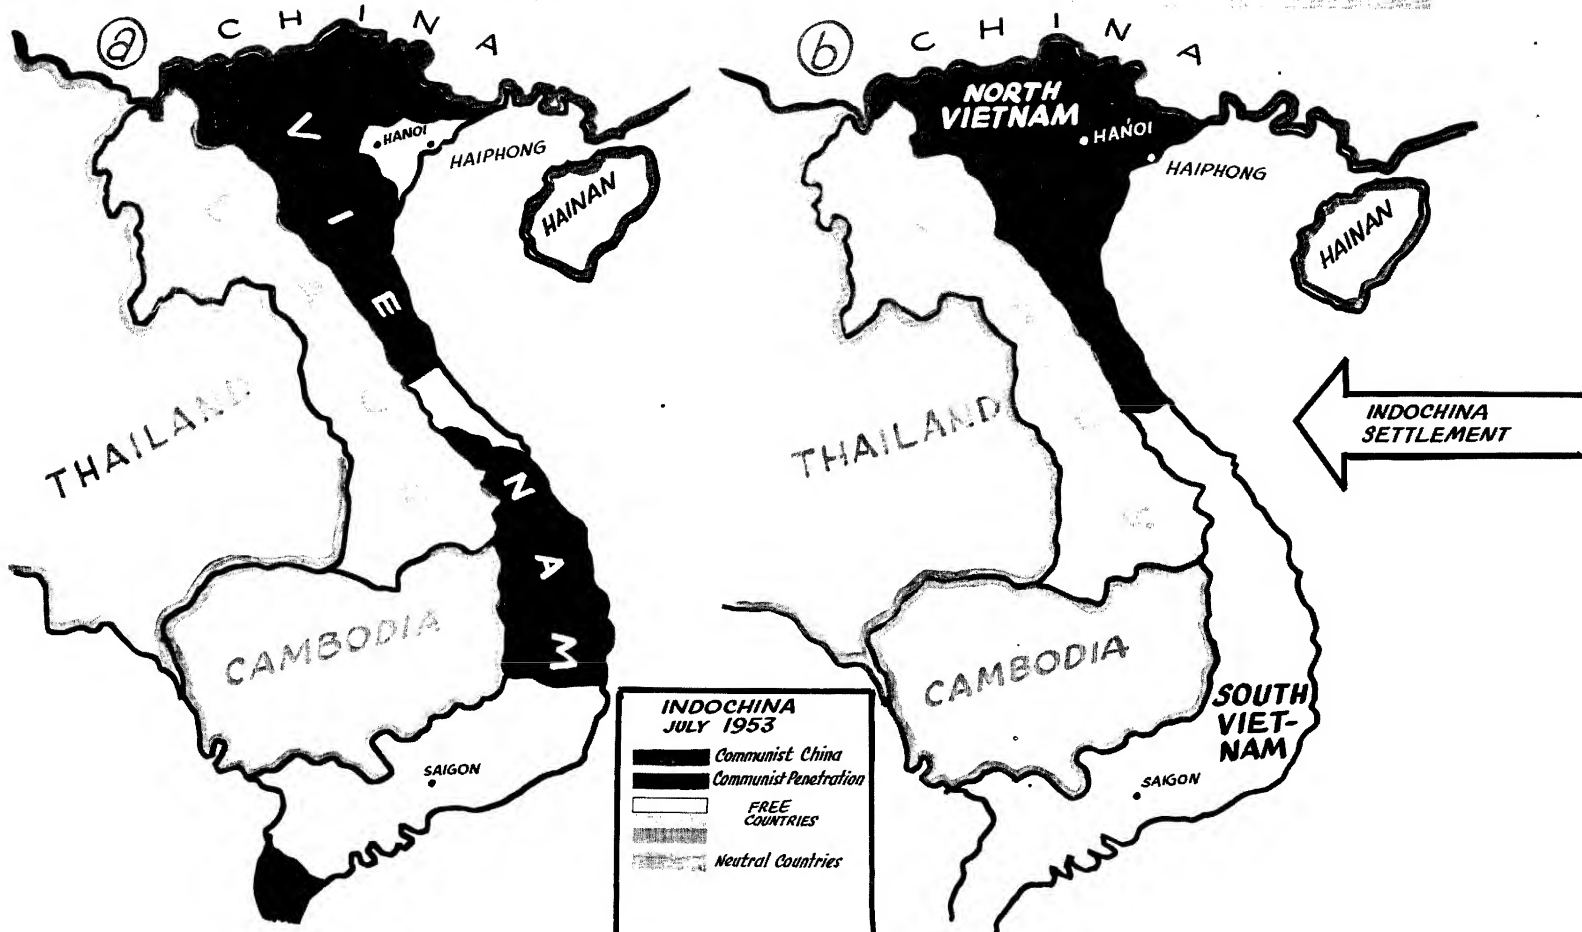 a
CHINA
VIENAM
HANOI
HAIPHONG
HAINAN
THAILAND
CAMBODIA
SAIGON
INDOCHINA
JULY 1953
Communist China
Communist Penetration
FREE
COUNTRIES
Neutral Countries
b
CHINA
NORTH
VIETNAM
HANOI
HAIPHONG
HAINAN
THAILAND
CAMBODIA
SOUTH
VIET-
NAM
SAIGON
INDOCHINA
SETTLEMENT